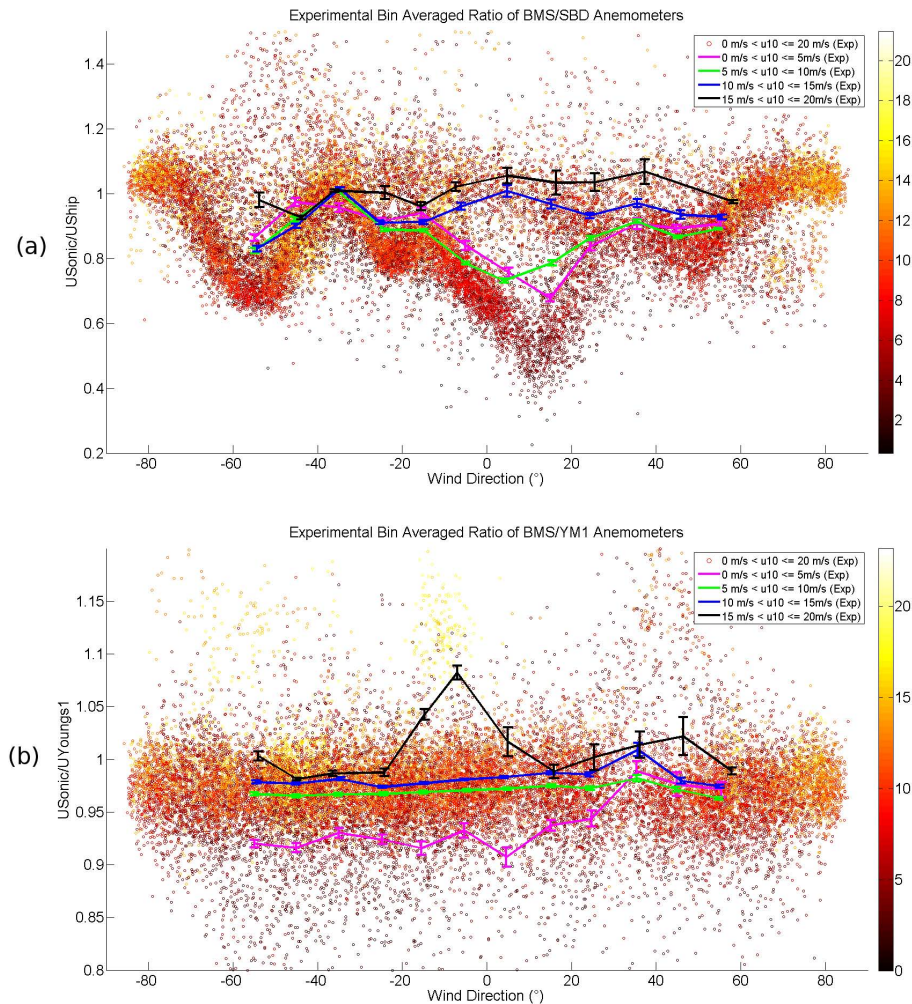 Experimental Bin Averaged Ratio of BMS/SBD Anemometers
(a)
USonic/UShip
1.4
1.2
1
0.8
0.6
0.4
0.2
-80 -60 -40 -20 0 20 40 60 80
Wind Direction (°)
0 m/s < u10 <= 20 m/s (Exp)
0 m/s < u10 <= 5m/s (Exp)
5 m/s < u10 <= 10m/s (Exp)
10 m/s < u10 <= 15m/s (Exp)
15 m/s < u10 <= 20m/s (Exp)
20
18
16
14
12
10
8
6
4
2
Experimental Bin Averaged Ratio of BMS/YM1 Anemometers
(b)
USonic/UYoungs1
1.15
1.1
1.05
1
0.95
0.9
0.85
0.8
-80 -60 -40 -20 0 20 40 60 80
Wind Direction (°)
0 m/s < u10 <= 20 m/s (Exp)
0 m/s < u10 <= 5m/s (Exp)
5 m/s < u10 <= 10m/s (Exp)
10 m/s < u10 <= 15m/s (Exp)
15 m/s < u10 <= 20m/s (Exp)
20
15
10
5
0